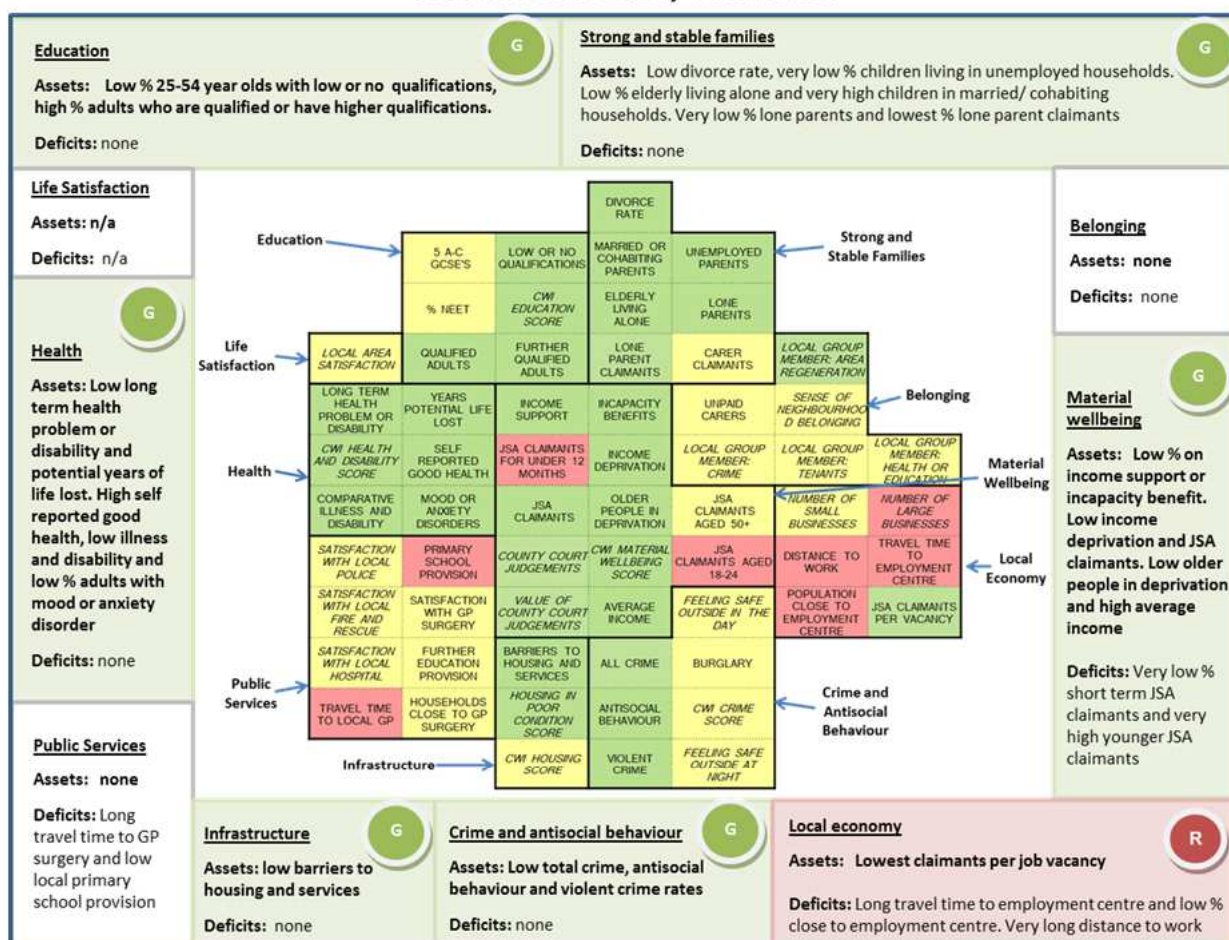 Education
Assets: Low % 25-54 year olds with low or no qualifications,
high % adults who are qualified or have higher qualifications.
Deficits: none
G
Strong and stable families
Assets: Low divorce rate, very low % children living in unemployed households.
Low % elderly living alone and very high children in married/ cohabiting
households. Very low % lone parents and lowest % lone parent claimants
Deficits: none
G
Life Satisfaction
Assets: n/a
Deficits: n/a
Health
Assets: Low long
term health
problem or
disability and
potential years of
life lost. High self
reported good
health, low illness
and disability and
low % adults with
mood or anxiety
disorder
Deficits: none
G
Public Services
Assets: none
Deficits: Long
travel time to GP
surgery and low
local primary
school provision
Education
Strong and
Stable Families
Life
Satisfaction
Belonging
Health
Material
Wellbeing
Local
Economy
Public
Services
Crime and
Antisocial
Behaviour
Infrastructure
DIVORCE
RATE
5 A-C
GCSE'S
LOW OR NO
QUALIFICATIONS
MARRIED OR
COHABITING
PARENTS
UNEMPLOYED
PARENTS
% NEET
CWI
EDUCATION
SCORE
ELDERLY
LIVING
ALONE
LONE
PARENTS
LOCAL AREA
SATISFACTION
QUALIFIED
ADULTS
FURTHER
QUALIFIED
ADULTS
LONE
PARENT
CLAIMANTS
CARER
CLAIMANTS
LOCAL GROUP
MEMBER: AREA
REGENERATION
LONG TERM
HEALTH
PROBLEM OR
DISABILITY
YEARS
POTENTIAL LIFE
LOST
INCOME
SUPPORT
INCAPACITY
BENEFITS
UNPAID
CARERS
SENSE OF
NEIGHBOURHOO
D BELONGING
CWI HEALTH
AND DISABILITY
SCORE
SELF
REPORTED
GOOD HEALTH
JSA CLAIMANTS
FOR UNDER 12
MONTHS
INCOME
DEPRIVATION
LOCAL GROUP
MEMBER: CRIME
LOCAL GROUP
MEMBER:
TENANTS
LOCAL GROUP
MEMBER:
HEALTH OR
EDUCATION
COMPARATIVE
ILLNESS AND
DISABILITY
MOOD OR
ANXIETY
DISORDERS
JSA
CLAIMANTS
OLDER
PEOPLE IN
DEPRIVATION
JSA
CLAIMANTS
AGED 50+
NUMBER OF
SMALL
BUSINESSES
NUMBER OF
LARGE
BUSINESSES
SATISFACTION
WITH LOCAL
POLICE
PRIMARY
SCHOOL
PROVISION
COUNTY COURT
JUDGEMENTS
CWI MATERIAL
WELLBEING
SCORE
JSA
CLAIMANTS AGED
18-24
DISTANCE TO
WORK
TRAVEL TIME
TO
EMPLOYMENT
CENTRE
SATISFACTION
WITH LOCAL
FIRE AND
RESCUE
SATISFACTION
WITH GP
SURGERY
VALUE OF
COUNTY COURT
JUDGEMENTS
AVERAGE
INCOME
FEELING SAFE
OUTSIDE IN THE
DAY
POPULATION
CLOSE TO
EMPLOYMENT
CENTRE
JSA CLAIMANTS
PER VACANCY
SATISFACTION
WITH LOCAL
HOSPITAL
FURTHER
EDUCATION
PROVISION
BARRIERS TO
HOUSING AND
SERVICES
ALL CRIME
BURGLARY
TRAVEL TIME
TO LOCAL GP
HOUSEHOLDS
CLOSE TO GP
SURGERY
HOUSING IN
POOR
CONDITION
SCORE
ANTISOCIAL
BEHAVIOUR
CWI CRIME
SCORE
CWI HOUSING
SCORE
VIOLENT
CRIME
FEELING SAFE
OUTSIDE AT
NIGHT
Belonging
Assets: none
Deficits: none
G
Material
wellbeing
Assets: Low % on
income support or
incapacity benefit.
Low income
deprivation and JSA
claimants. Low older
people in deprivation
and high average
income
Deficits: Very low %
short term JSA
claimants and very
high younger JSA
claimants
Infrastructure
G
Assets: low barriers to
housing and services
Deficits: none
Crime and antisocial behaviour
G
Assets: Low total crime, antisocial
behaviour and violent crime rates
Deficits: none
Local economy
R
Assets: Lowest claimants per job vacancy
Deficits: Long travel time to employment centre and low %
close to employment centre. Very long distance to work